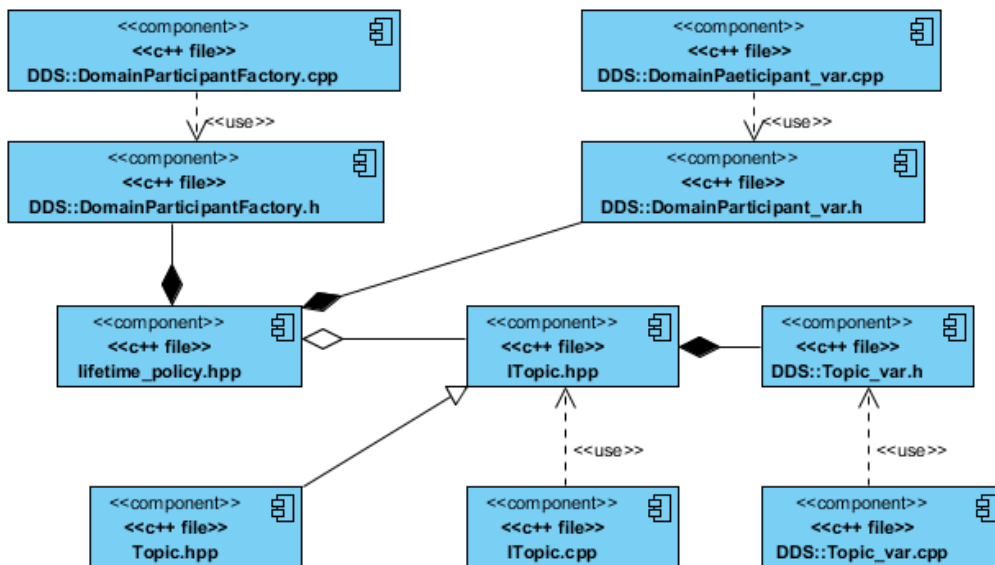 <<component>>
<<c++ file>>
DDS::DomainParticipantFactory.cpp
<<component>>
<<c++ file>>
DDS::DomainPaeticipant_var.cpp
<<use>>
<<use>>
<<component>>
<<c++ file>>
DDS::DomainParticipantFactory.h
<<component>>
<<c++ file>>
DDS::DomainParticipant_var.h
<<component>>
<<c++ file>>
lifetime_policy.hpp
<<component>>
<<c++ file>>
ITopic.hpp
<<component>>
<<c++ file>>
DDS::Topic_var.h
<<use>>
<<use>>
<<component>>
<<c++ file>>
Topic.hpp
<<component>>
<<c++ file>>
ITopic.cpp
<<component>>
<<c++ file>>
DDS::Topic_var.cpp